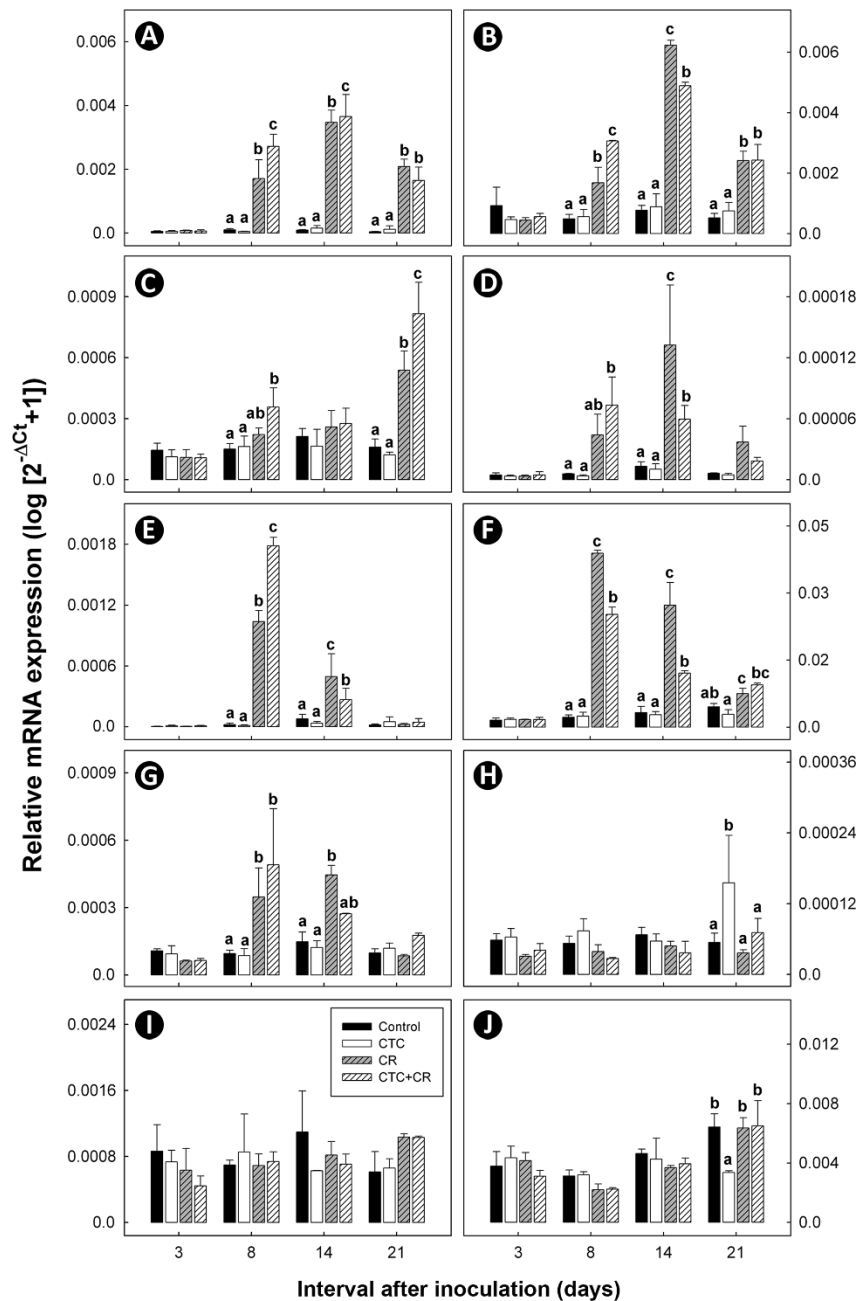 Relative mRNA expression (log [2^-ΔCt+1])
A
0.006
0.004
0.002
0.0
a a b c
a a b c
a a b b
B
0.006
0.004
0.002
0.0
a a b c
a a c b
a a b b
C
0.0009
0.0006
0.0003
0.0
a a ab b
a a b c
D
0.00018
0.00012
0.00006
0.0
a a ab b
a a c b
E
0.0018
0.0012
0.0006
0.0
a a b c
a a c b
F
0.05
0.03
0.02
0.0
a a c b
a a c b
ab a c bc
G
0.0009
0.0006
0.0003
0.0
a a b b
a a b ab
H
0.00036
0.00024
0.00012
0.0
a b a a
I
0.0024
0.0016
0.0008
0.0
Control
CTC
CR
CTC+CR
J
0.012
0.008
0.004
0.0
b a b b
3 8 14 21
3 8 14 21
Interval after inoculation (days)